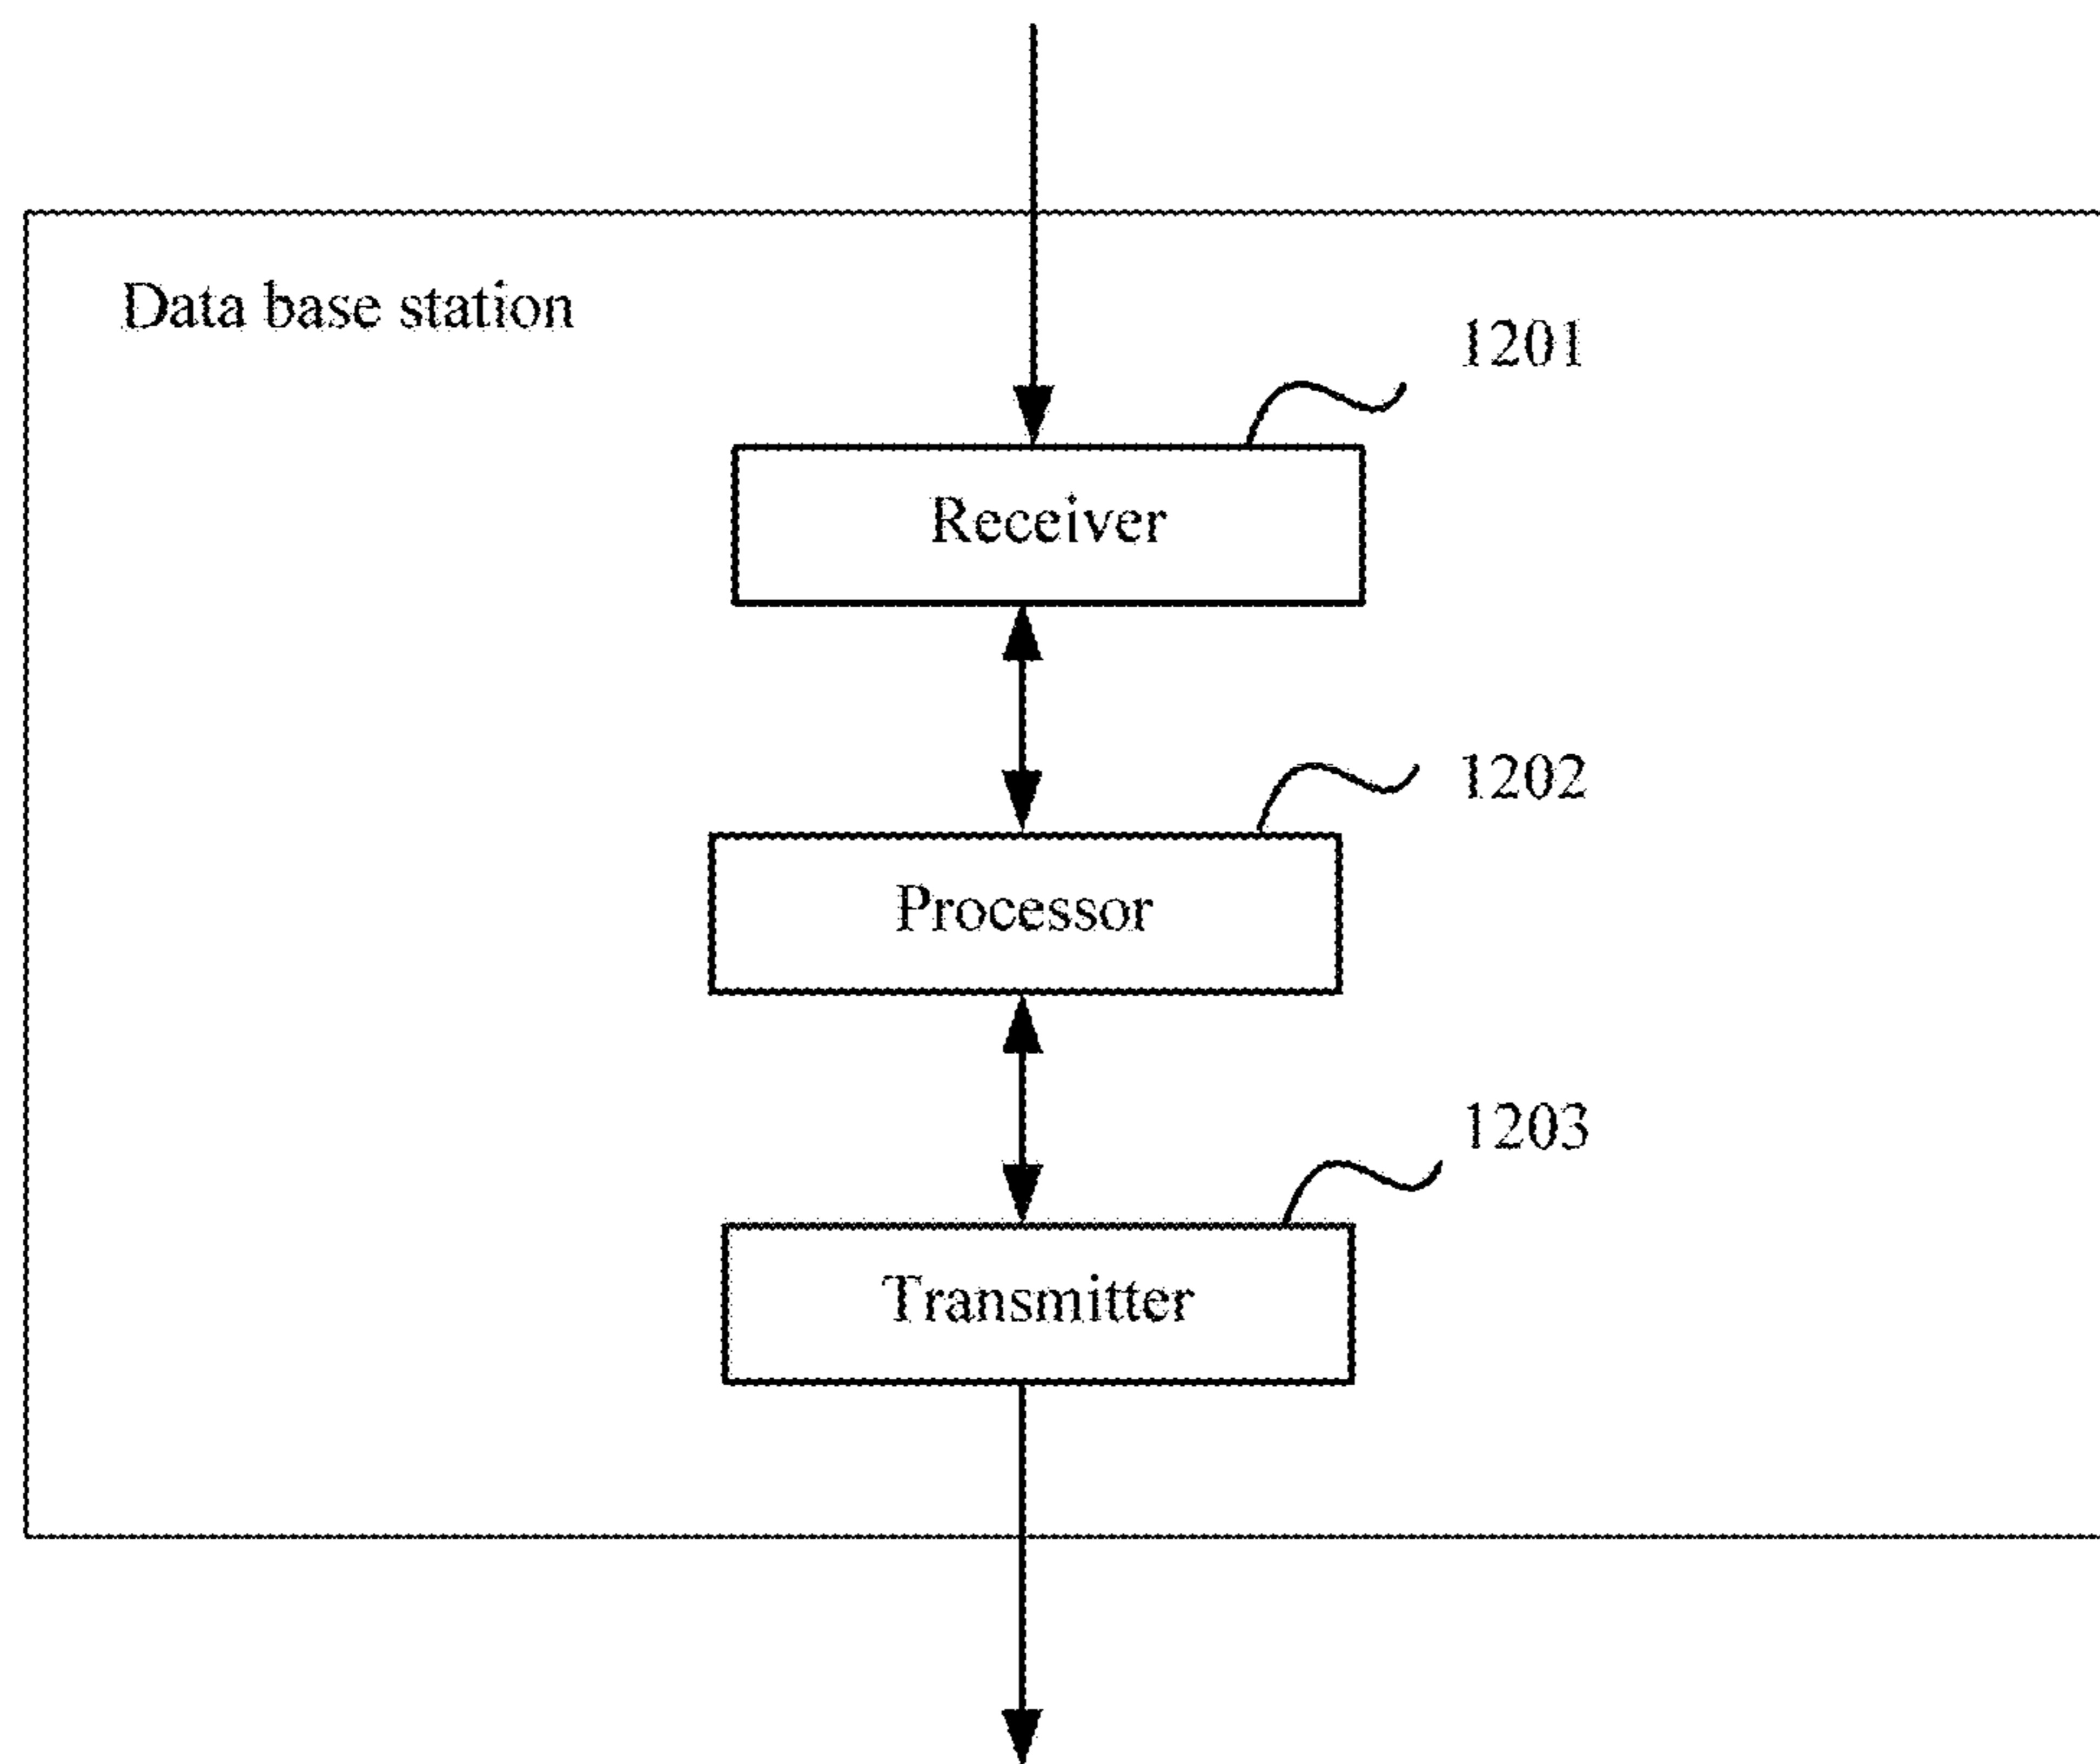 Data base station
1201
Receiver
1202
Processor
1203
Transmitter